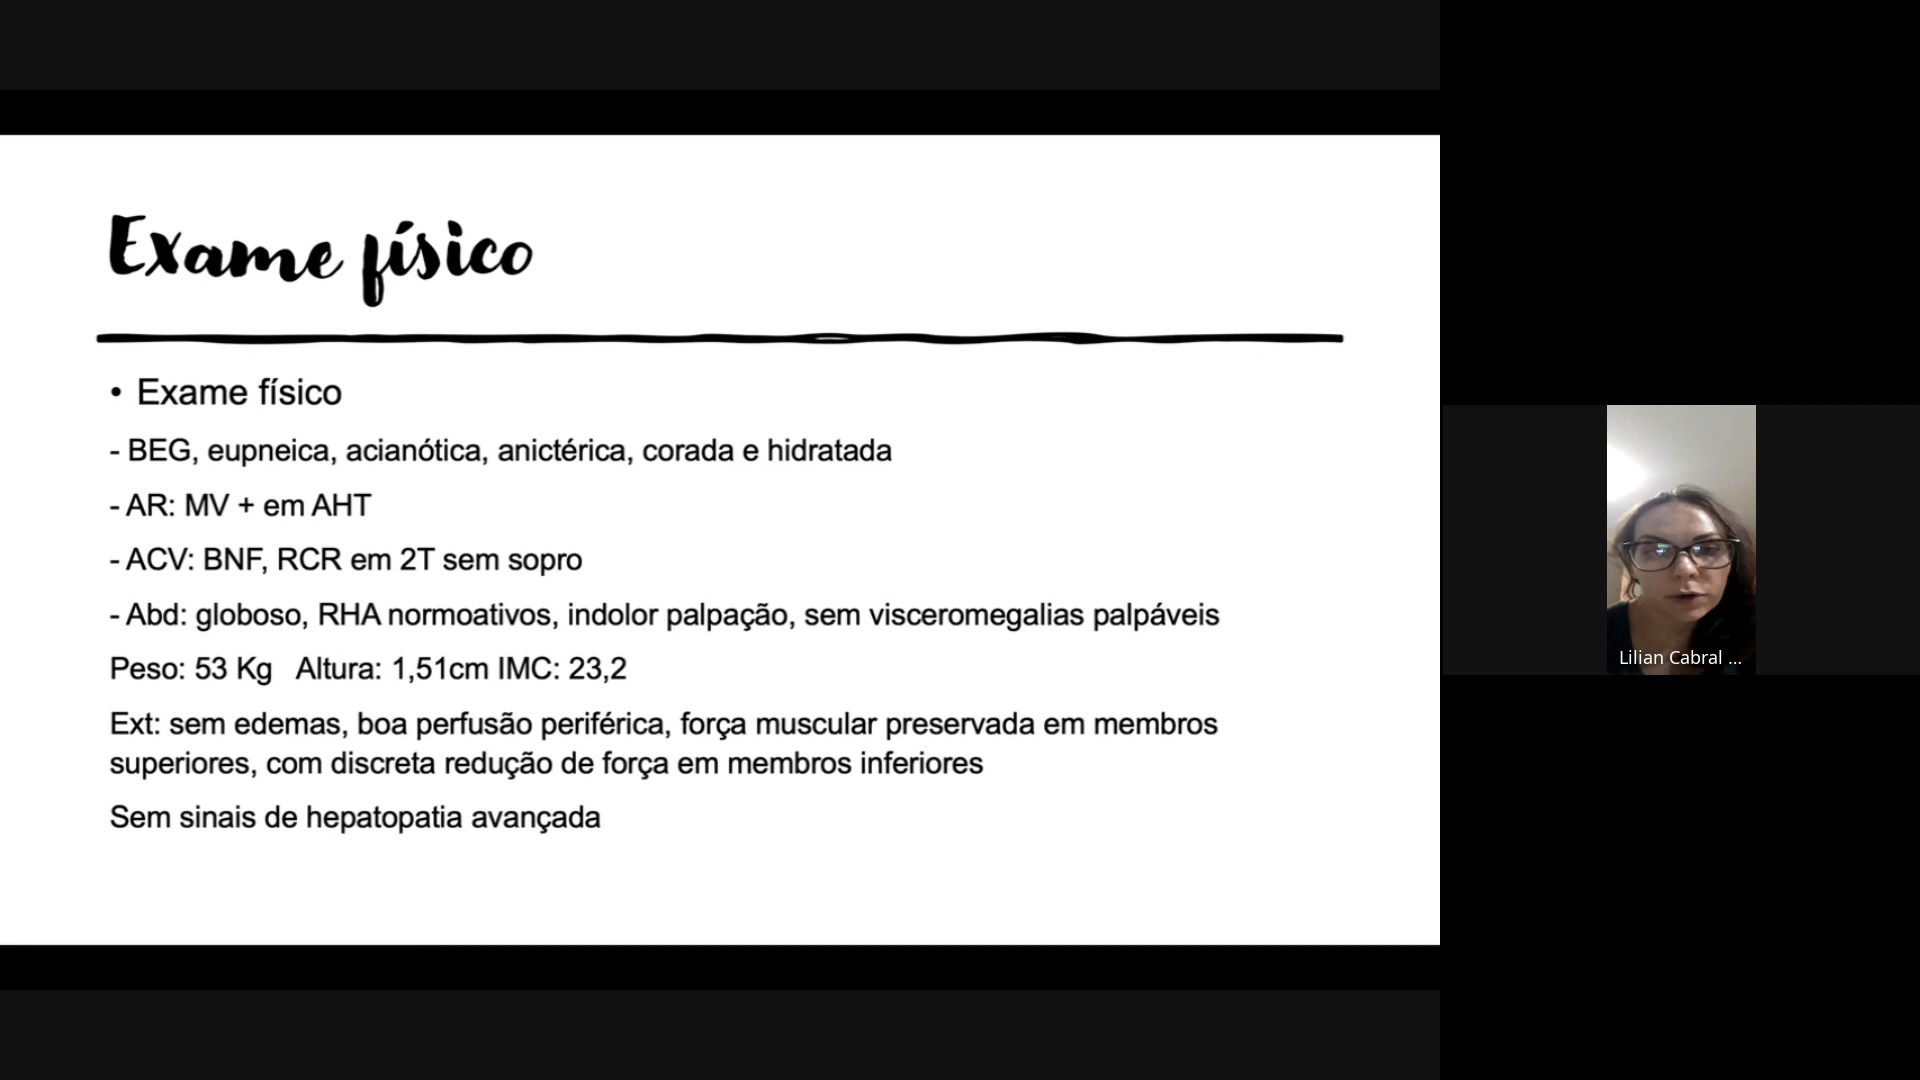 Exame físico
• Exame físico
- BEG, eupneica, acianótica, anictérica, corada e hidratada
- AR: MV + em AHT
- ACV: BNF, RCR em 2T sem sopro
- Abd: globoso, RHA normoativos, indolor palpação, sem visceromegalias palpáveis
Peso: 53 Kg Altura: 1,51cm IMC: 23,2
Ext: sem edemas, boa perfusão periférica, força muscular preservada em membros
superiores, com discreta redução de força em membros inferiores
Sem sinais de hepatopatia avançada
Lilian Cabral ...